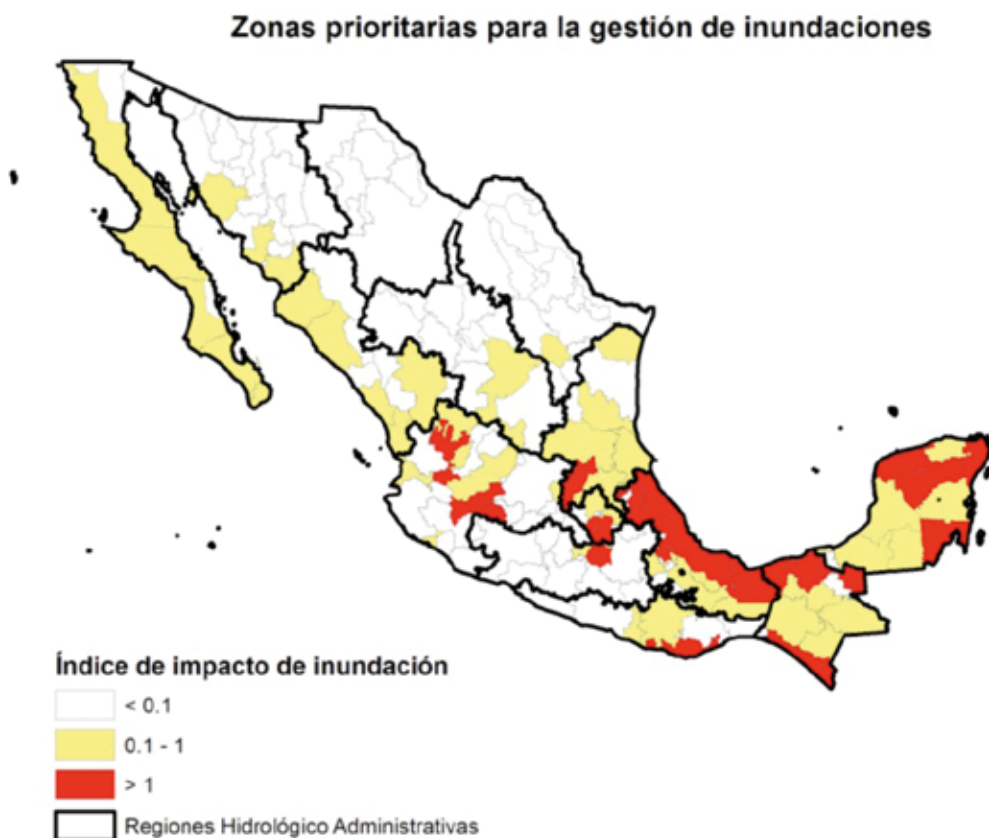 Zonas prioritarias para la gestión de inundaciones
Índice de impacto de inundación
< 0.1
0.1 - 1
> 1
Regiones Hidrológico Administrativas